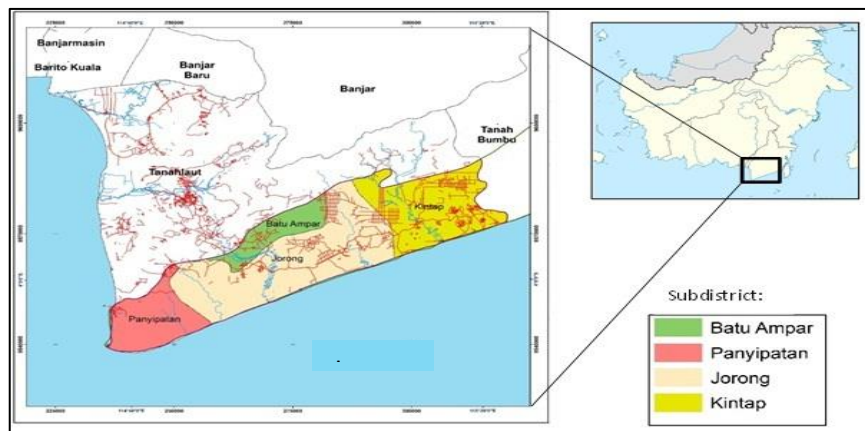 Banjarmasin
Barito Kuala
Banjar
Baru
Banjar
Tanah
Bumbu
Tanahlaut
Batu Ampar
Kintap
Jorong
Panyipatan
Subdistrict:
Batu Ampar
Panyipatan
Jorong
Kintap